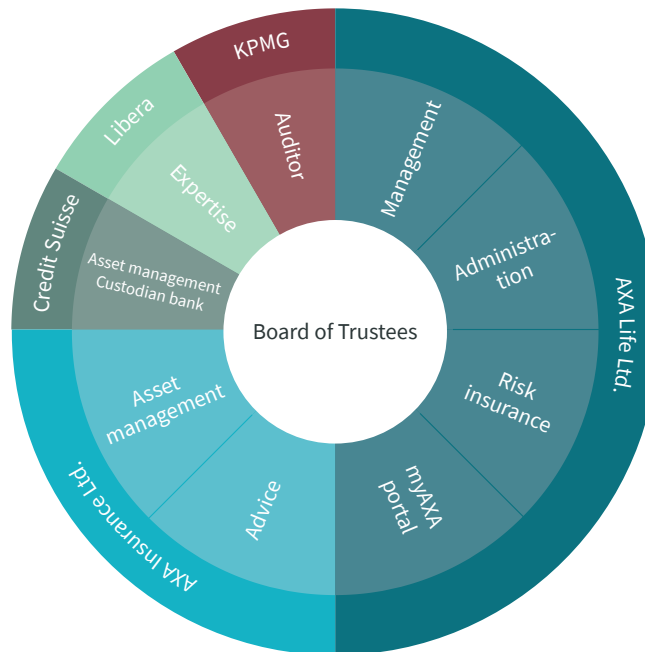 KPMG
Auditor
Libera
Expertise
Credit Suisse
Asset management
Custodian bank
Management
Administra-
tion
AXA Life Ltd.
Risk
insurance
myAXA
portal
Board of Trustees
Asset
management
Advice
AXA Insurance Ltd.